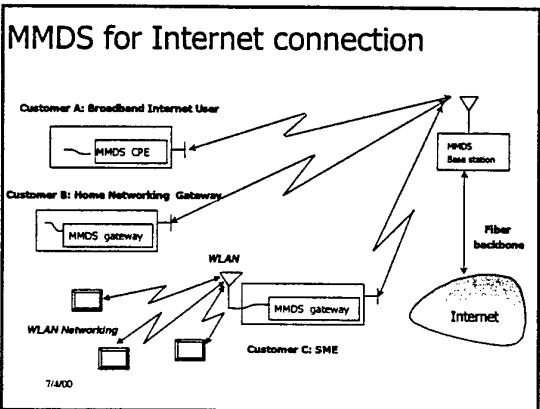 MMDS for Internet connection
Customer A: Broadband Internet User
MMDS CPE
MMDS
Base station
Customer B: Home Networking Gateway
MMDS gateway
Fiber
backbone
WLAN
Internet
MMDS gateway
WLAN Networking
Customer C: SME
7/4/00